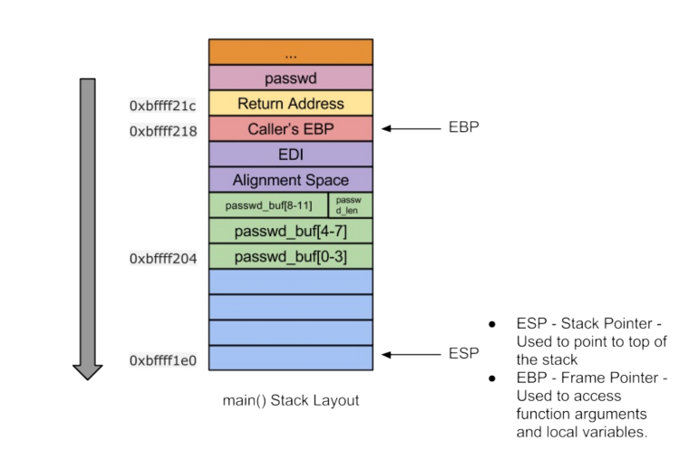 ...
passwd
0xbffff21c
Return Address
0xbffff218
Caller's EBP
EBP
EDI
Alignment Space
passwd_buf[8-11]
passw
d_len
passwd_buf[4-7]
0xbffff204
passwd_buf[0-3]
0xbffff1e0
ESP
main() Stack Layout
● ESP - Stack Pointer -
Used to point to top of
the stack
● EBP - Frame Pointer -
Used to access
function arguments
and local variables.